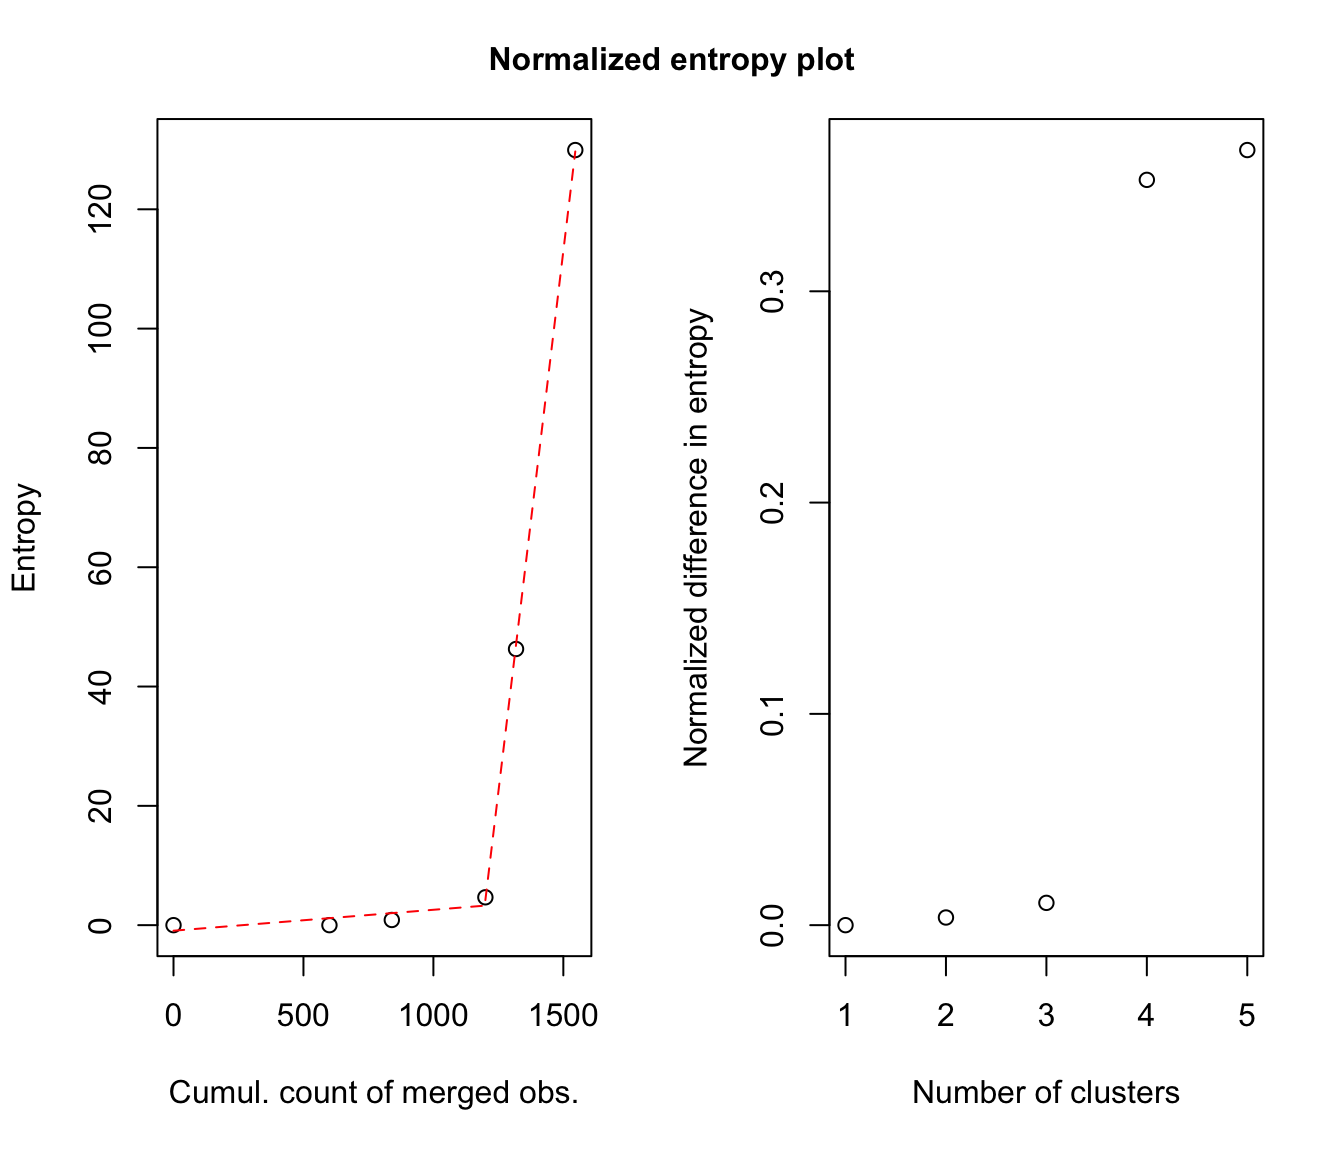 Normalized entropy plot
Entropy
120
100
80
60
40
20
0
0 500 1000 1500
Cumul. count of merged obs.
Normalized difference in entropy
0.3
0.2
0.1
0.0
1 2 3 4 5
Number of clusters